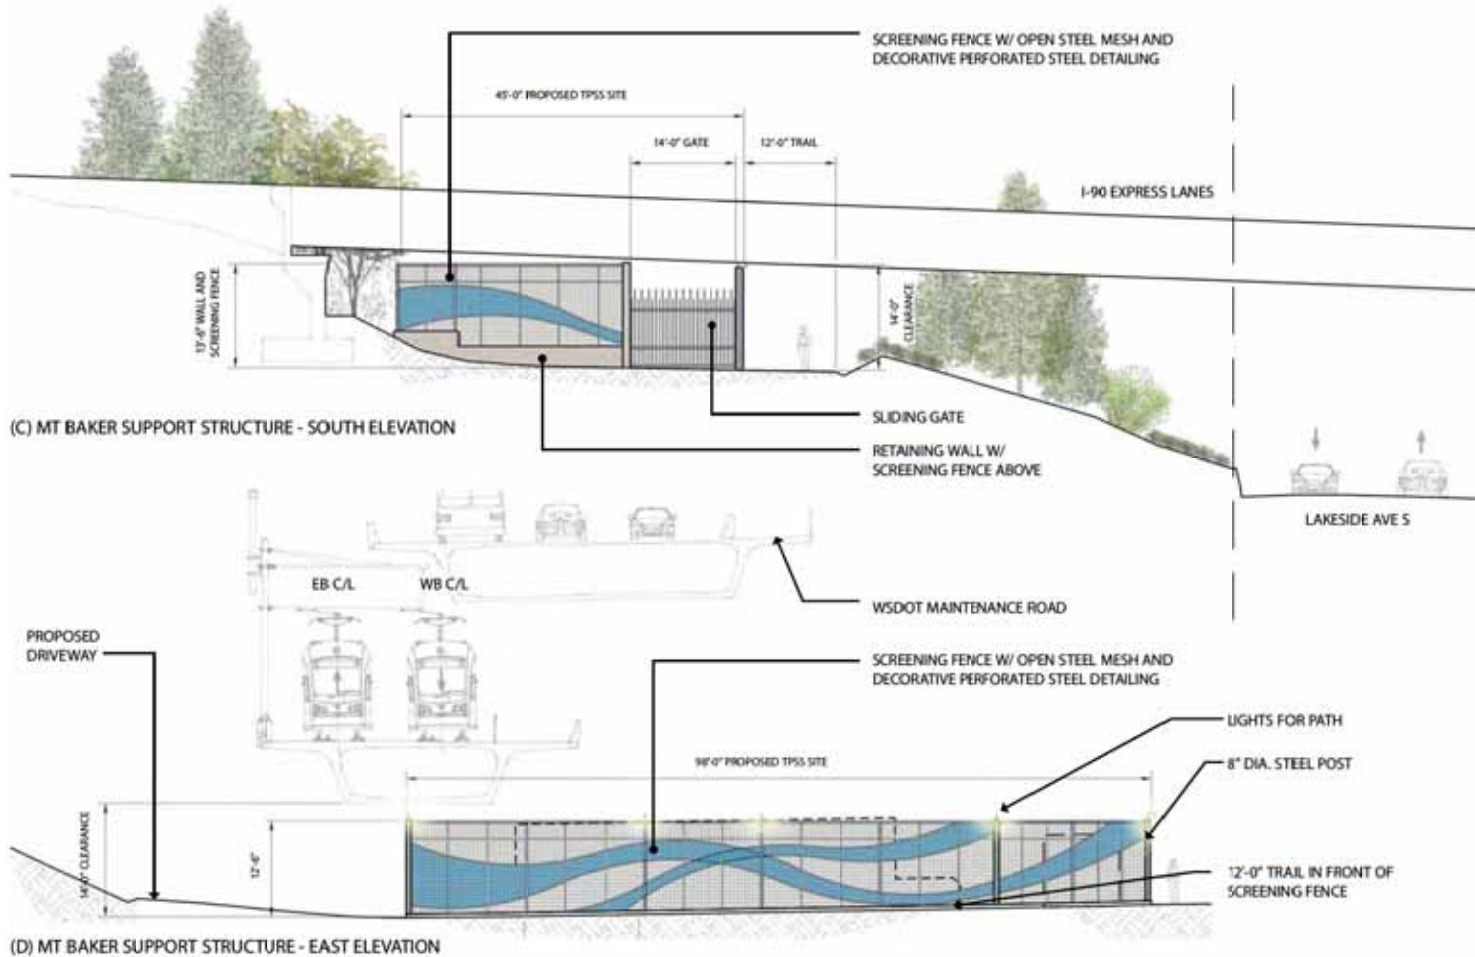 SCREENING FENCE W/ OPEN STEEL MESH AND
DECORATIVE PERFORATED STEEL DETAILING
45'-0" PROPOSED TPSS SITE
14'-0" GATE
12'-0" TRAIL
I-90 EXPRESS LANES
13'-6" WALL AND
SCREENING FENCE
14'-0"
CLEARANCE
SLIDING GATE
(C) MT BAKER SUPPORT STRUCTURE - SOUTH ELEVATION
RETAINING WALL W/
SCREENING FENCE ABOVE
LAKESIDE AVE S
EB C/L
WB C/L
WSDOT MAINTENANCE ROAD
PROPOSED
DRIVEWAY
SCREENING FENCE W/ OPEN STEEL MESH AND
DECORATIVE PERFORATED STEEL DETAILING
LIGHTS FOR PATH
98'-0" PROPOSED TPSS SITE
8" DIA. STEEL POST
14'-0" CLEARANCE
12'-6"
12'-0" TRAIL IN FRONT OF
SCREENING FENCE
(D) MT BAKER SUPPORT STRUCTURE - EAST ELEVATION